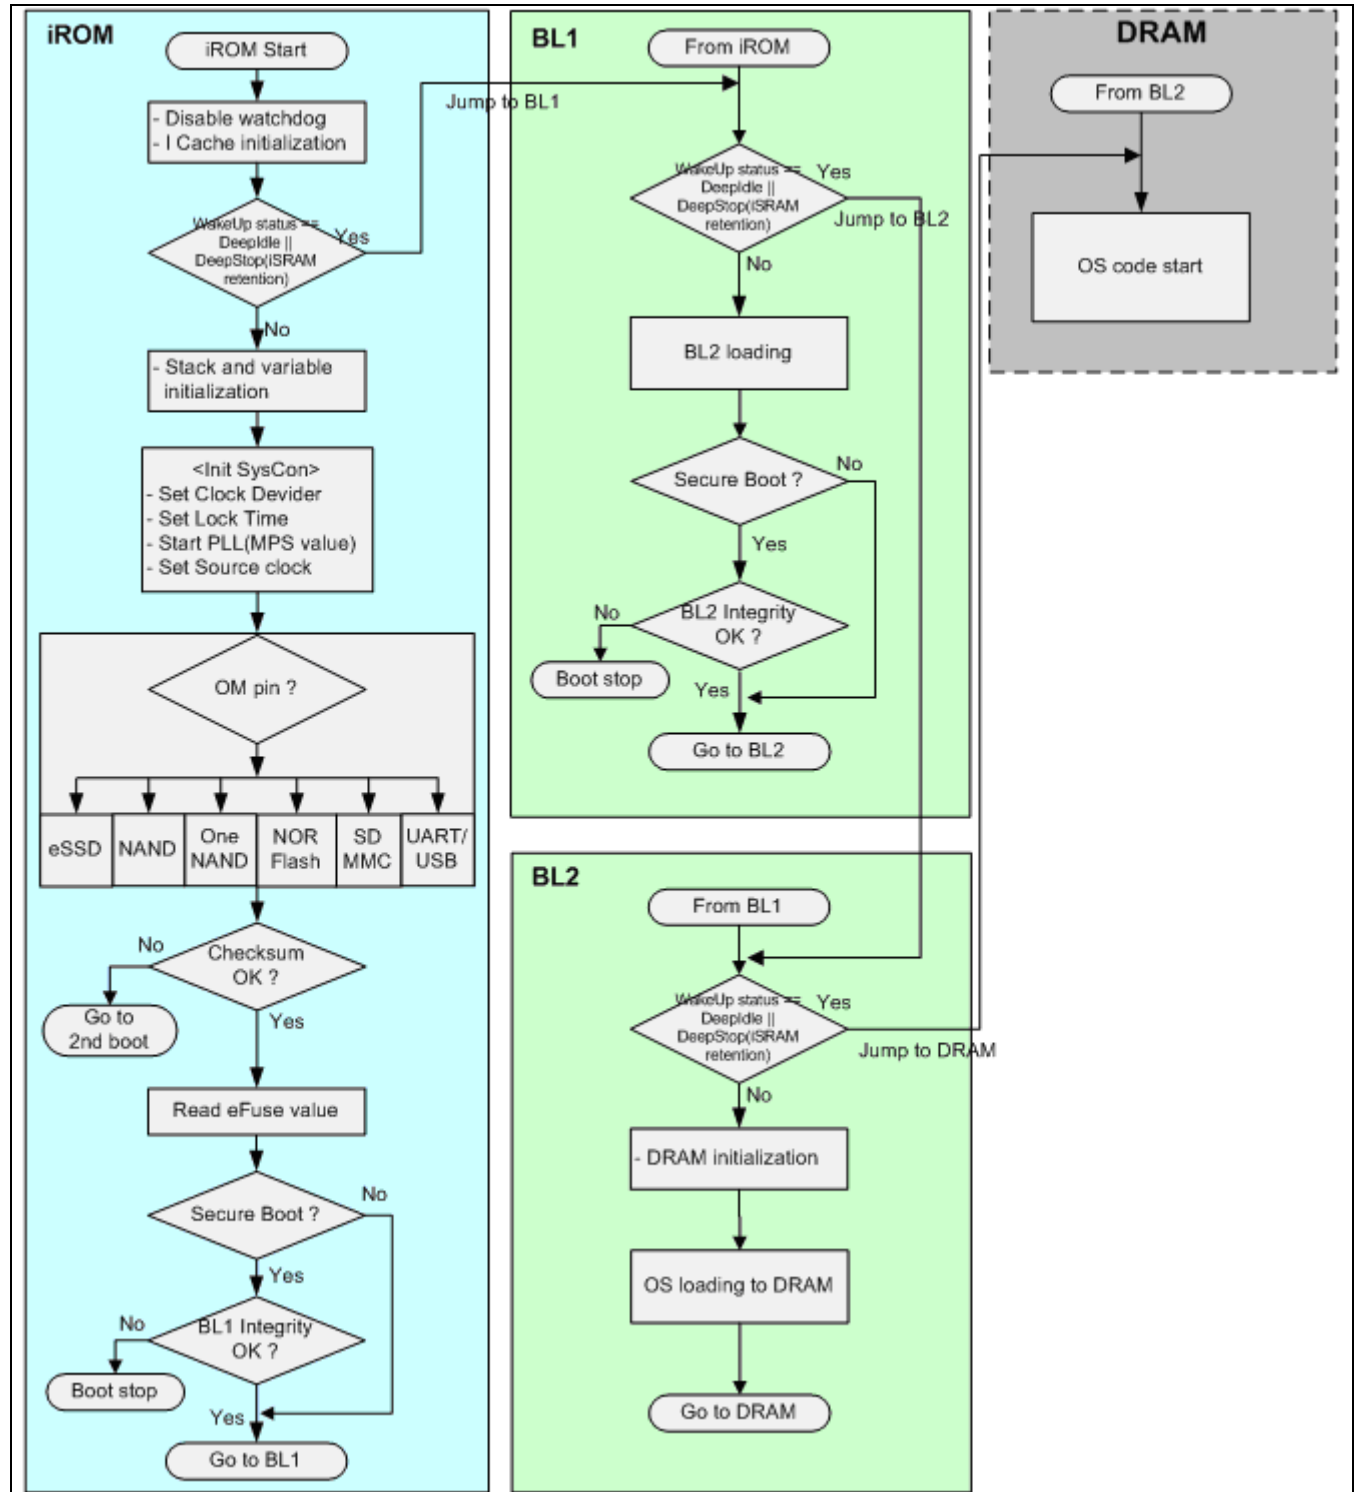 iROM
iROM Start
- Disable watchdog
- I Cache initialization
WakeUp status ==
DeepIdle ||
DeepStop(iSRAM
retention)
Yes
Jump to BL1
No
- Stack and variable
initialization
<Init SysCon>
- Set Clock Devider
- Set Lock Time
- Start PLL(MPS value)
- Set Source clock
OM pin ?
eSSD
NAND
One
NAND
NOR
Flash
SD
MMC
UART/
USB
Checksum
OK ?
No
Go to
2nd boot
Yes
Read eFuse value
Secure Boot ?
No
Yes
BL1 Integrity
OK ?
No
Boot stop
Yes
Go to BL1
BL1
From iROM
WakeUp status ==
DeepIdle ||
DeepStop(iSRAM
retention)
Yes
Jump to BL2
No
BL2 loading
Secure Boot ?
No
Yes
BL2 Integrity
OK ?
No
Boot stop
Yes
Go to BL2
BL2
From BL1
WakeUp status ==
DeepIdle ||
DeepStop(iSRAM
retention)
Yes
Jump to DRAM
No
- DRAM initialization
OS loading to DRAM
Go to DRAM
DRAM
From BL2
OS code start